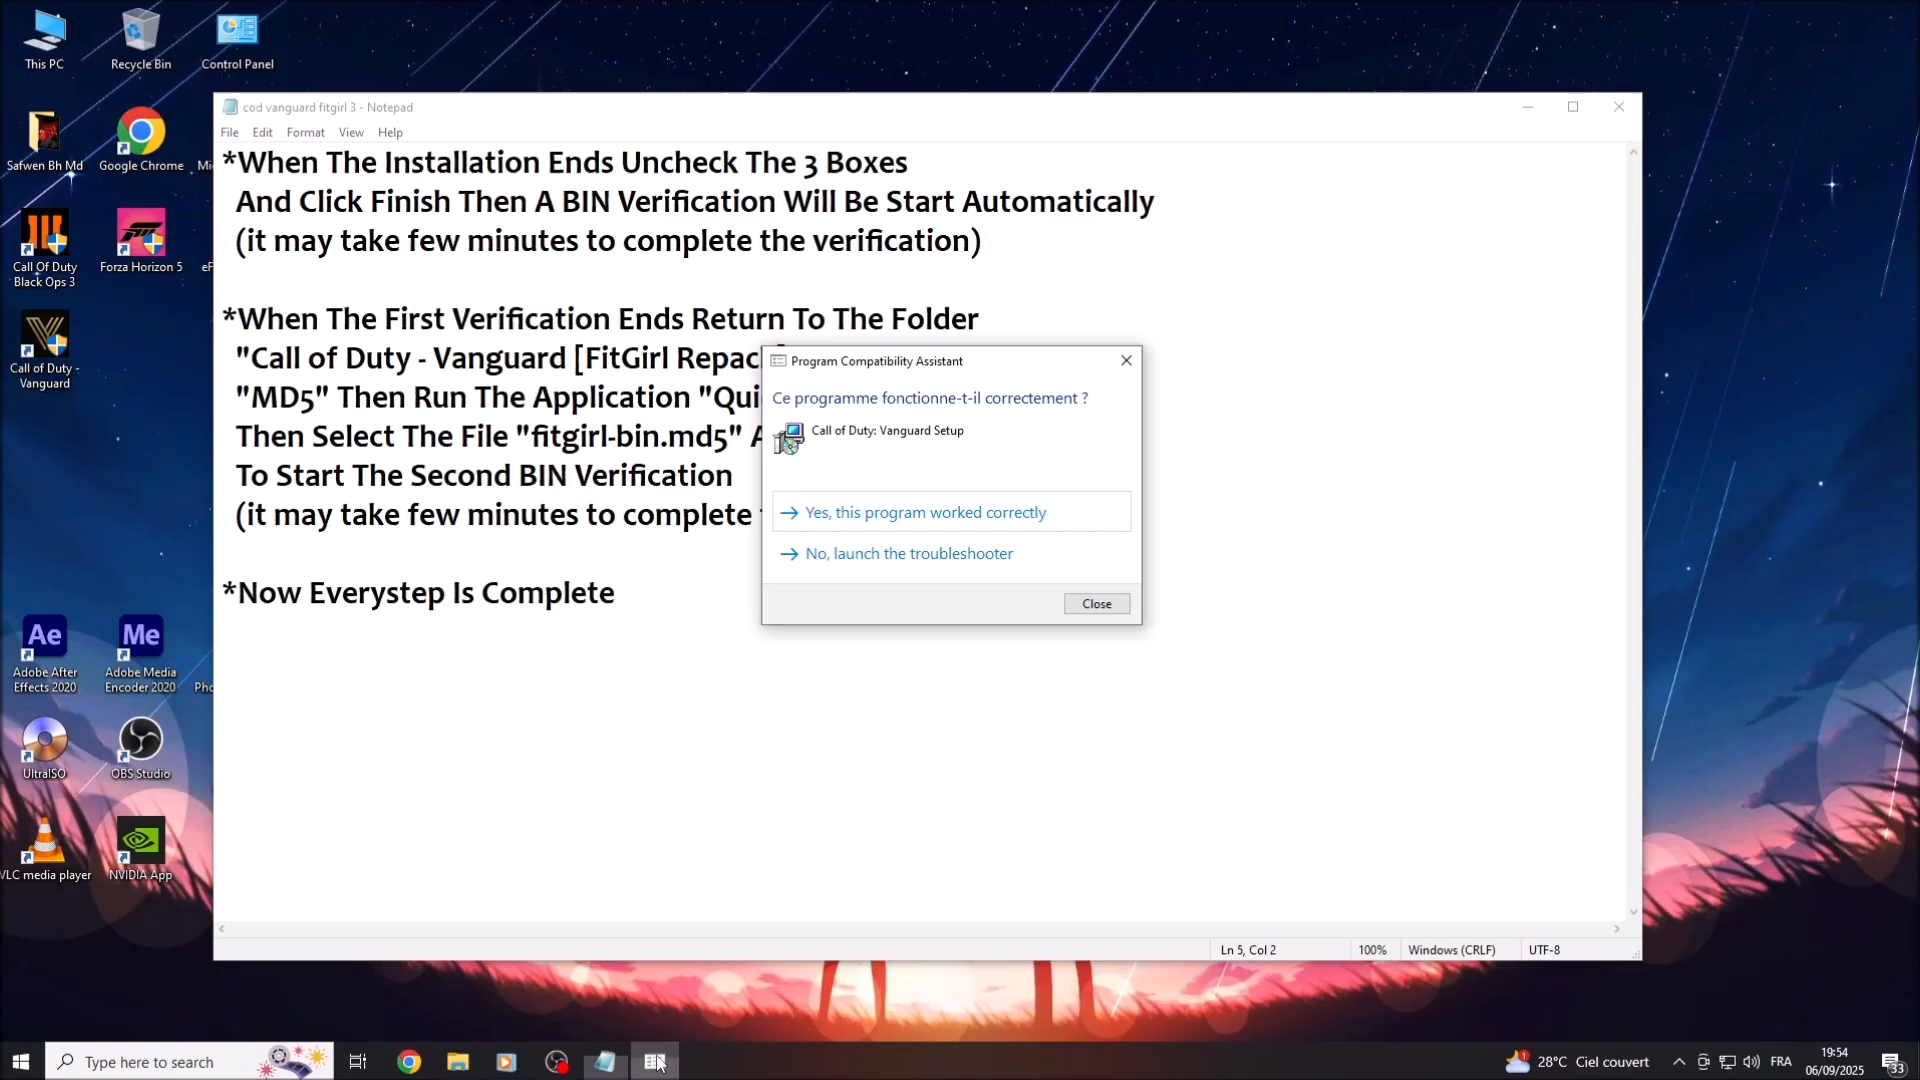 This PC
Recycle Bin
Control Panel
Safwen Bh Md
Google Chrome
Call Of Duty
Black Ops 3
Forza Horizon 5
Call of Duty -
Vanguard
Adobe After
Effects 2020
Adobe Media
Encoder 2020
UltraISO
OBS Studio
VLC media player
NVIDIA App
cod vanguard fitgirl 3 - Notepad
File Edit Format View Help
*When The Installation Ends Uncheck The 3 Boxes
And Click Finish Then A BIN Verification Will Be Start Automatically
(it may take few minutes to complete the verification)
*When The First Verification Ends Return To The Folder
"Call of Duty - Vanguard [FitGirl Repac
"MD5" Then Run The Application "Qui
Then Select The File "fitgirl-bin.md5"
To Start The Second BIN Verification
(it may take few minutes to complete
*Now Everystep Is Complete
Program Compatibility Assistant
Ce programme fonctionne-t-il correctement ?
Call of Duty: Vanguard Setup
→ Yes, this program worked correctly
→ No, launch the troubleshooter
Close
Ln 5, Col 2 100% Windows (CRLF) UTF-8
Type here to search
28°C Ciel couvert FRA 19:54
06/09/2025 33